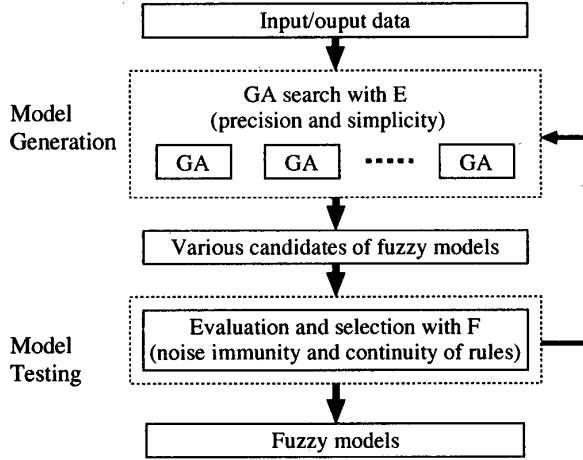 Input/ouput data
GA search with E
(precision and simplicity)
Model
Generation
GA GA ..... GA
Various candidates of fuzzy models
Evaluation and selection with F
(noise immunity and continuity of rules)
Model
Testing
Fuzzy models